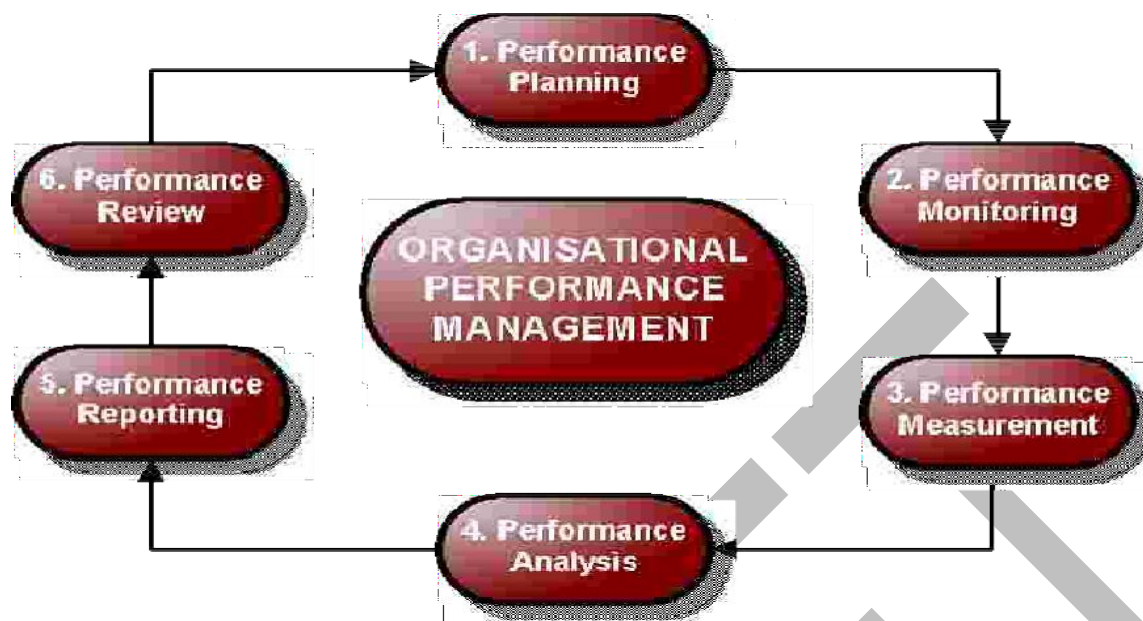 1. Performance
Planning
2. Performance
Monitoring
3. Performance
Measurement
4. Performance
Analysis
5. Performance
Reporting
6. Performance
Review
ORGANISATIONAL
PERFORMANCE
MANAGEMENT